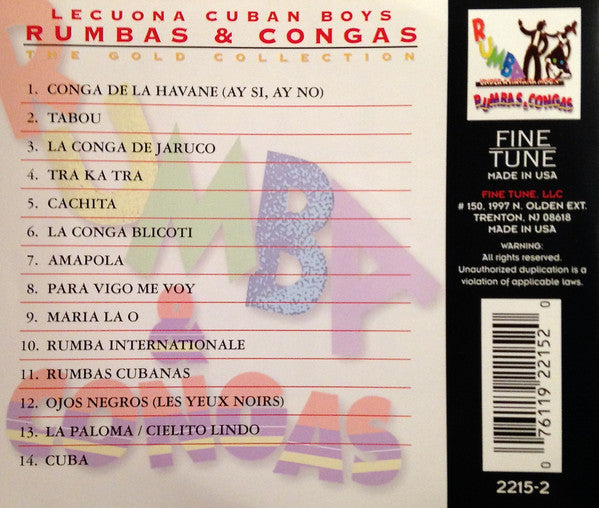 LECUONA CUBAN BOYS
RUMBAS & CONGAS
THE GOLD COLLECTION
1. CONGA DE LA HAVANE (AY SI, AY NO)
2. TABOU
3. LA CONGA DE JARUCO
4. TRA KA TRA
5. CACHITA
6. LA CONGA BLICOTI
7. AMAPOLA
8. PARA VIGO ME VOY
9. MARIA LA O
10. RUMBA INTERNATIONALE
11. RUMBAS CUBANAS
12. OJOS NEGROS (LES YEUX NOIRS)
13. LA PALOMA / CIELITO LINDO
14. CUBA
RUMBA
&
CONGAS
RUMBA
RUMBAS & CONGAS
FINE
TUNE
MADE IN USA
FINE TUNE, LLC
# 150, 1997 N. OLDEN EXT.
TRENTON, NJ 08618
MADE IN USA
WARNING:
All rights reserved.
Unauthorized duplication is a
violation of applicable laws.
0 76119 22152 0
2215-2